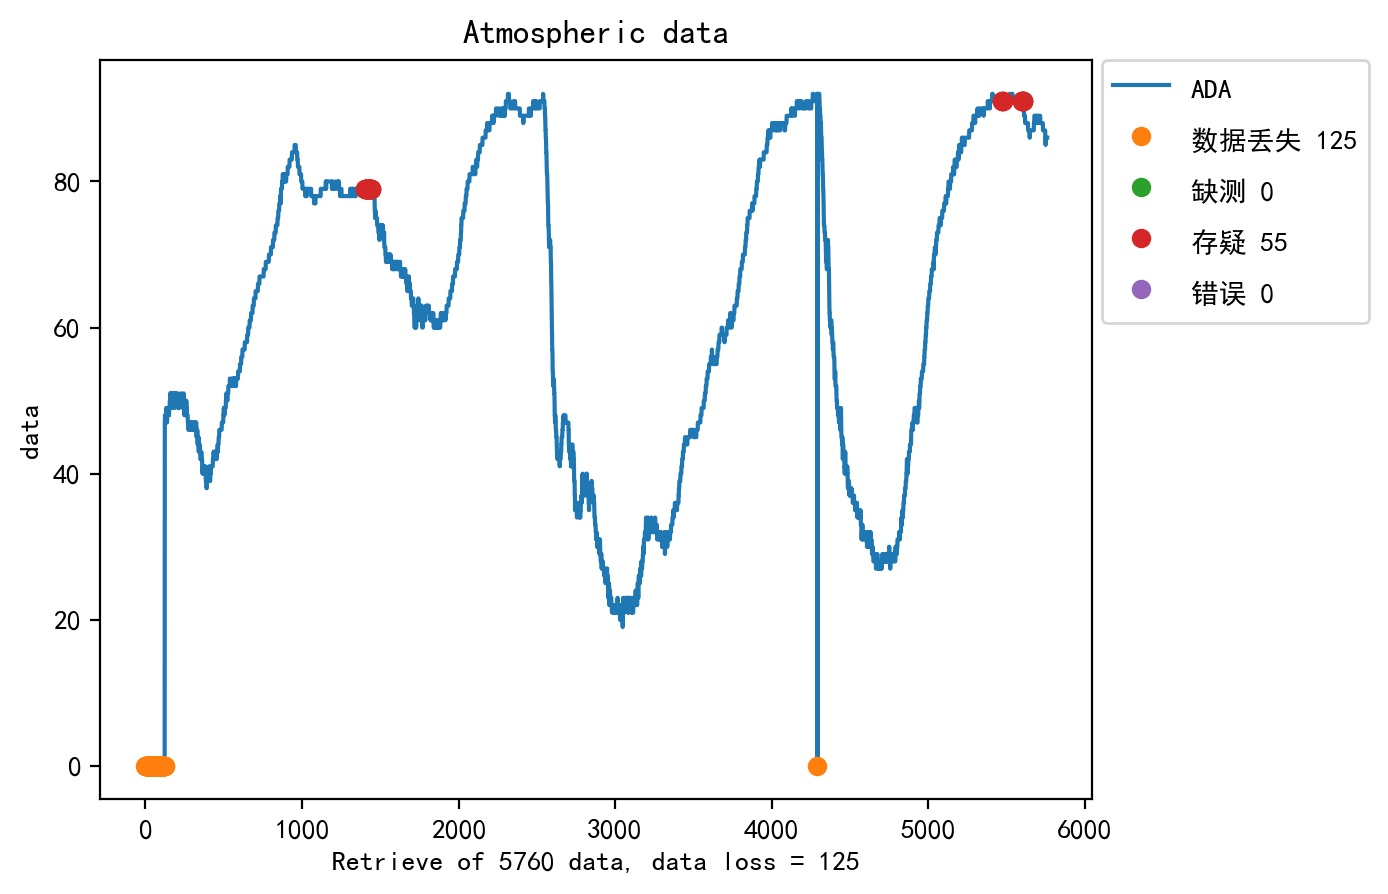 Atmospheric data
ADA
数据丢失 125
缺测 0
存疑 55
错误 0
data
80
60
40
20
0
0 1000 2000 3000 4000 5000 6000
Retrieve of 5760 data, data loss = 125